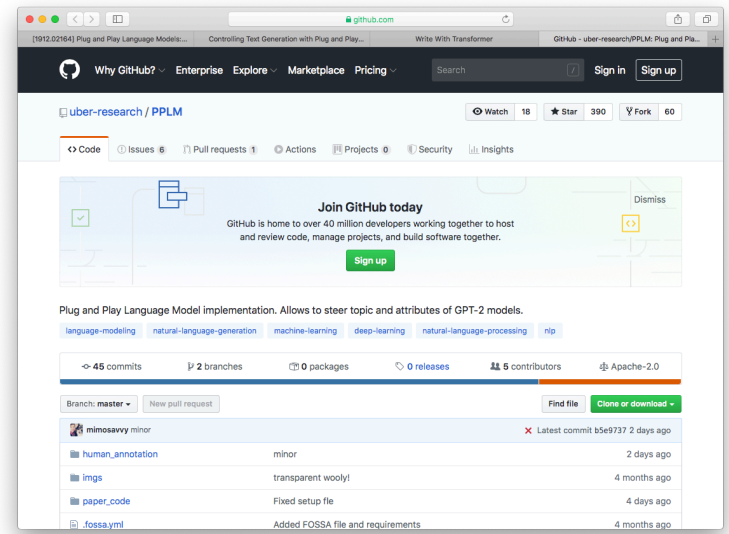 github.com
[1912.02164] Plug and Play Language Models:... Controlling Text Generation with Plug and Play... Write With Transformer GitHub - uber-research/PPLM: Plug and Pla...
Why GitHub? Enterprise Explore Marketplace Pricing Search / Sign in Sign up
uber-research / PPLM Watch 18 Star 390 Fork 60
Code Issues 6 Pull requests 1 Actions Projects 0 Security Insights
Dismiss
Join GitHub today
GitHub is home to over 40 million developers working together to host
and review code, manage projects, and build software together.
Sign up
Plug and Play Language Model implementation. Allows to steer topic and attributes of GPT-2 models.
language-modeling natural-language-generation machine-learning deep-learning natural-language-processing nlp
45 commits 2 branches 0 packages 0 releases 5 contributors Apache-2.0
Branch: master New pull request Find file Clone or download
mimosavvy minor Latest commit b5e9737 2 days ago
human_annotation minor 2 days ago
imgs transparent wooly! 4 months ago
paper_code Fixed setup fle 4 days ago
.fossa.yml Added FOSSA file and requirements 4 months ago